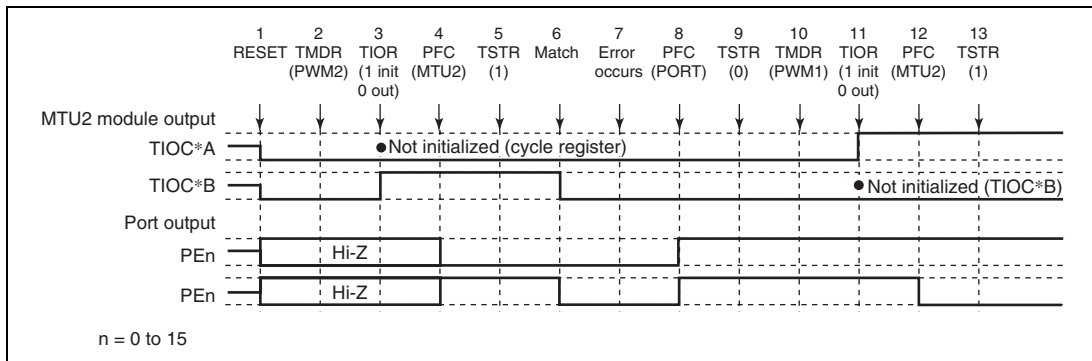 1 2 3 4 5 6 7 8 9 10 11 12 13
RESET TMDR TIOR PFC TSTR Match Error PFC TSTR TMDR TIOR PFC TSTR
(PWM2) (1 init (MTU2) (1) occurs (PORT) (0) (PWM1) (1 init (MTU2) (1)
0 out) 0 out)
MTU2 module output
TIOC*A ●Not initialized (cycle register)
TIOC*B ● Not initialized (TIOC*B)
Port output
PEn Hi-Z
PEn Hi-Z
n = 0 to 15